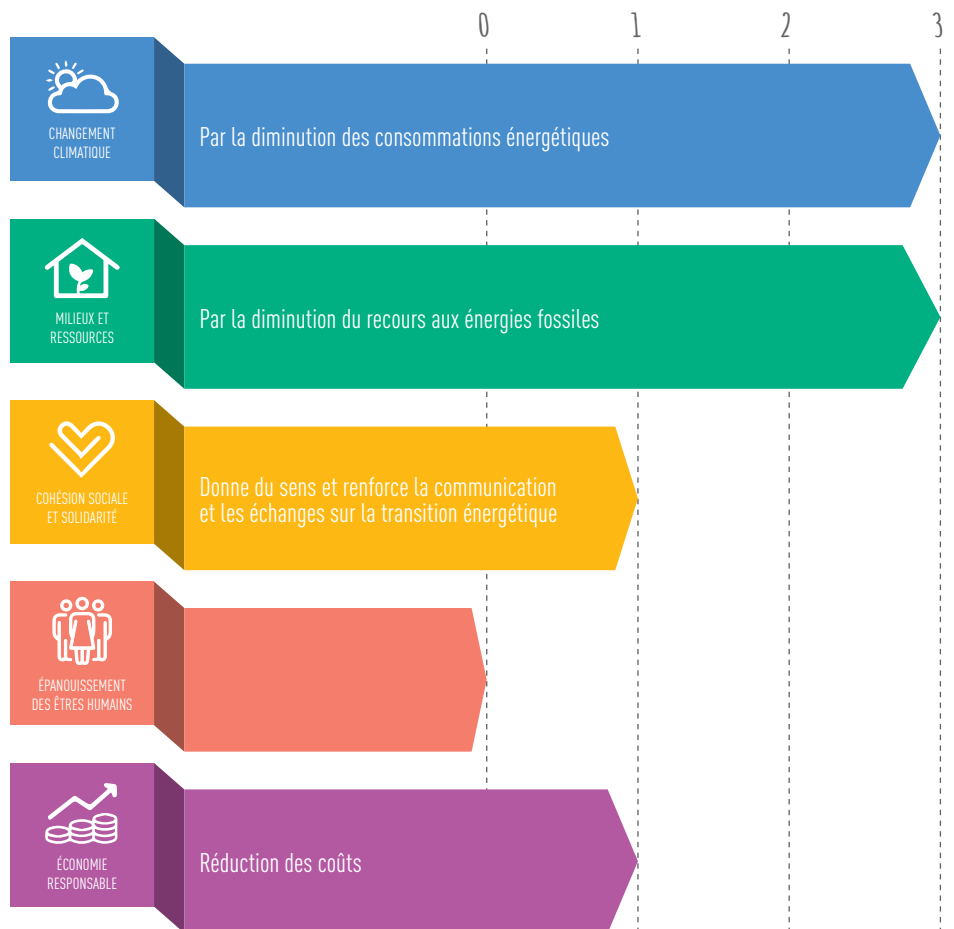 0 1 2 3
CHANGEMENT
CLIMATIQUE
Par la diminution des consommations énergétiques
MILIEUX ET
RESSOURCES
Par la diminution du recours aux énergies fossiles
COHÉSION SOCIALE
ET SOLIDARITÉ
Donne du sens et renforce la communication
et les échanges sur la transition énergétique
ÉPANOUISSEMENT
DES ÊTRES HUMAINS
ÉCONOMIE
RESPONSABLE
Réduction des coûts